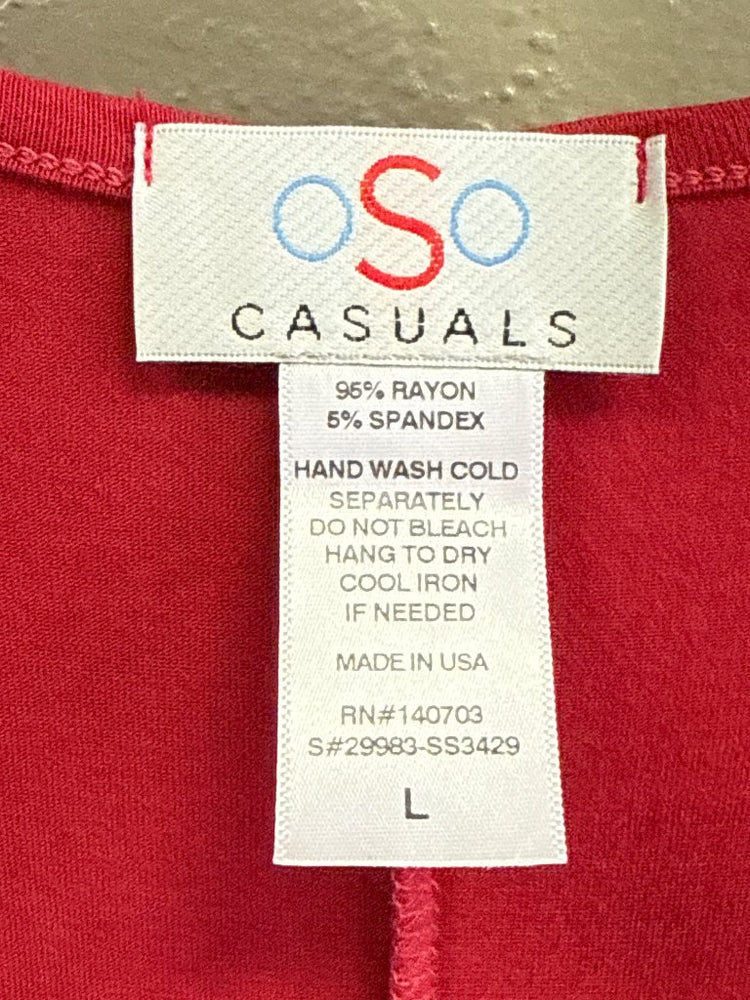 oSo
CASUALS
95% RAYON
5% SPANDEX
HAND WASH COLD
SEPARATELY
DO NOT BLEACH
HANG TO DRY
COOL IRON
IF NEEDED
MADE IN USA
RN#140703
S#29983-SS3429
L